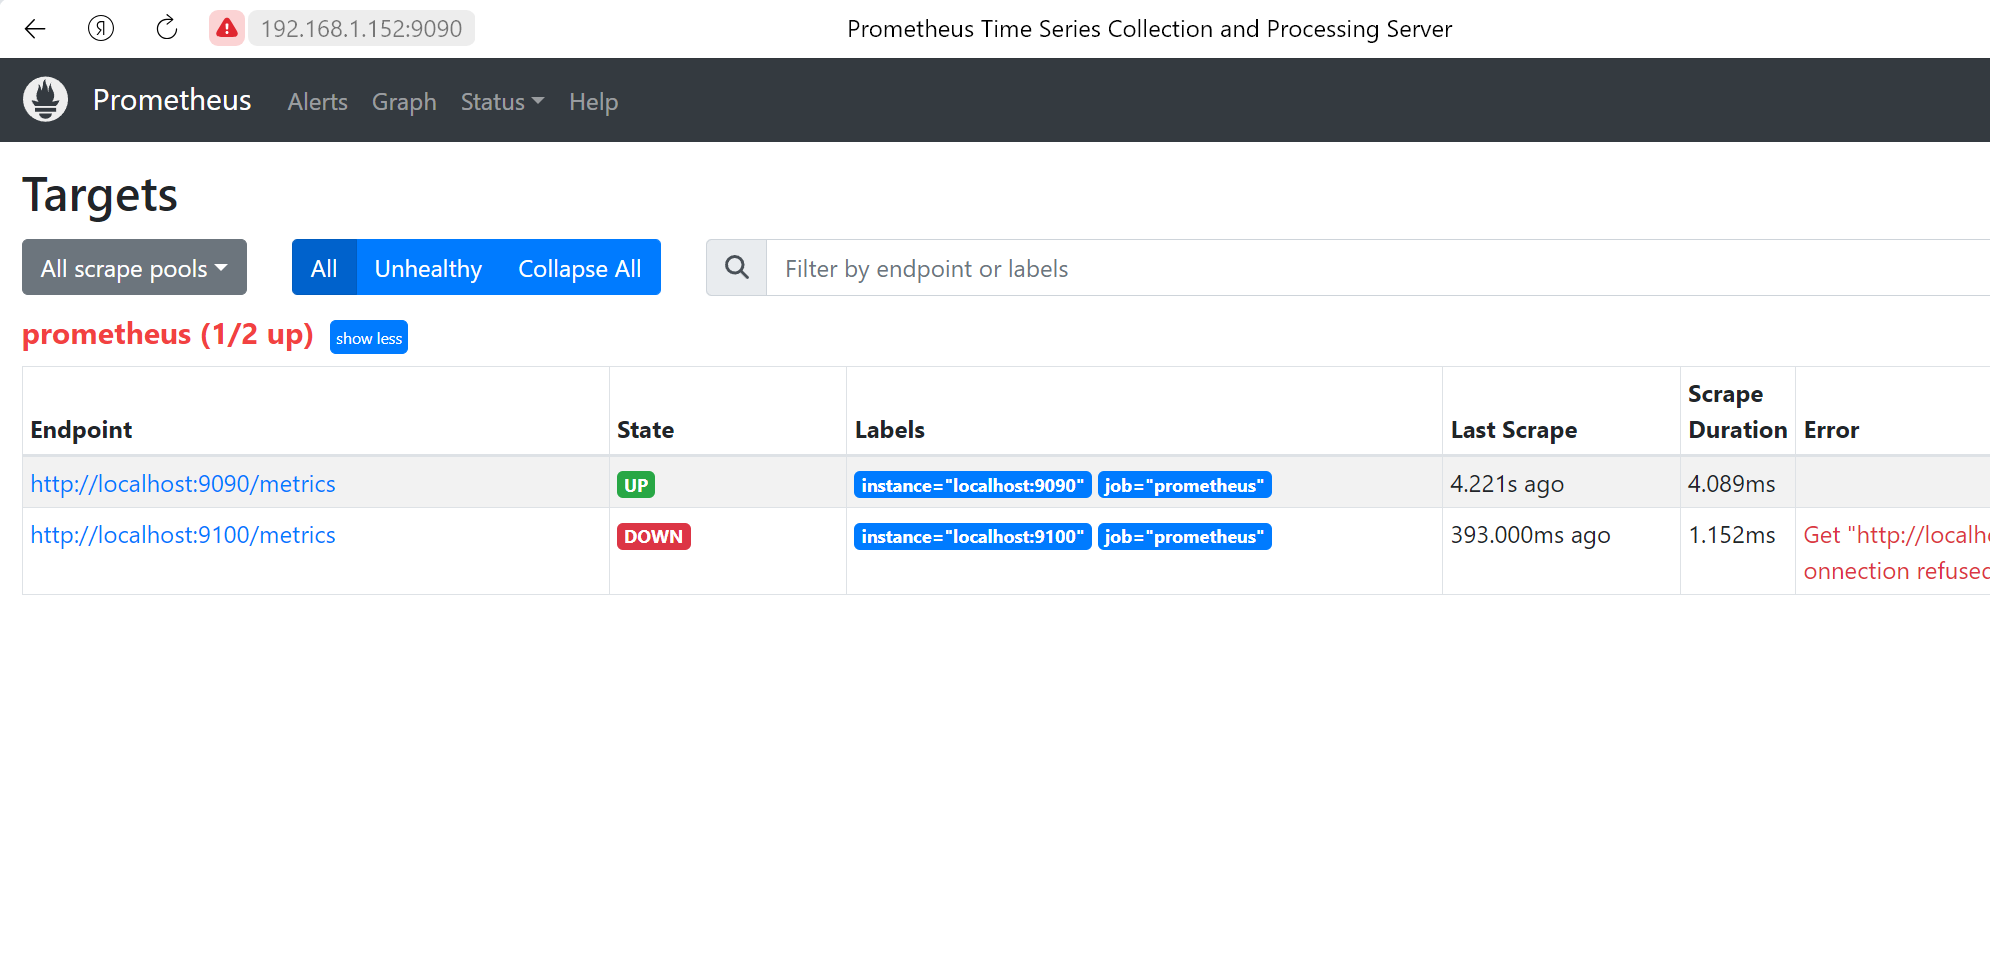 192.168.1.152:9090
Prometheus Time Series Collection and Processing Server
Prometheus Alerts Graph Status Help
Targets
All scrape pools All Unhealthy Collapse All Filter by endpoint or labels
prometheus (1/2 up) show less
Endpoint State Labels Last Scrape Scrape Duration Error
http://localhost:9090/metrics UP instance="localhost:9090" job="prometheus" 4.221s ago 4.089ms
http://localhost:9100/metrics DOWN instance="localhost:9100" job="prometheus" 393.000ms ago 1.152ms Get "http://localh
onnection refused